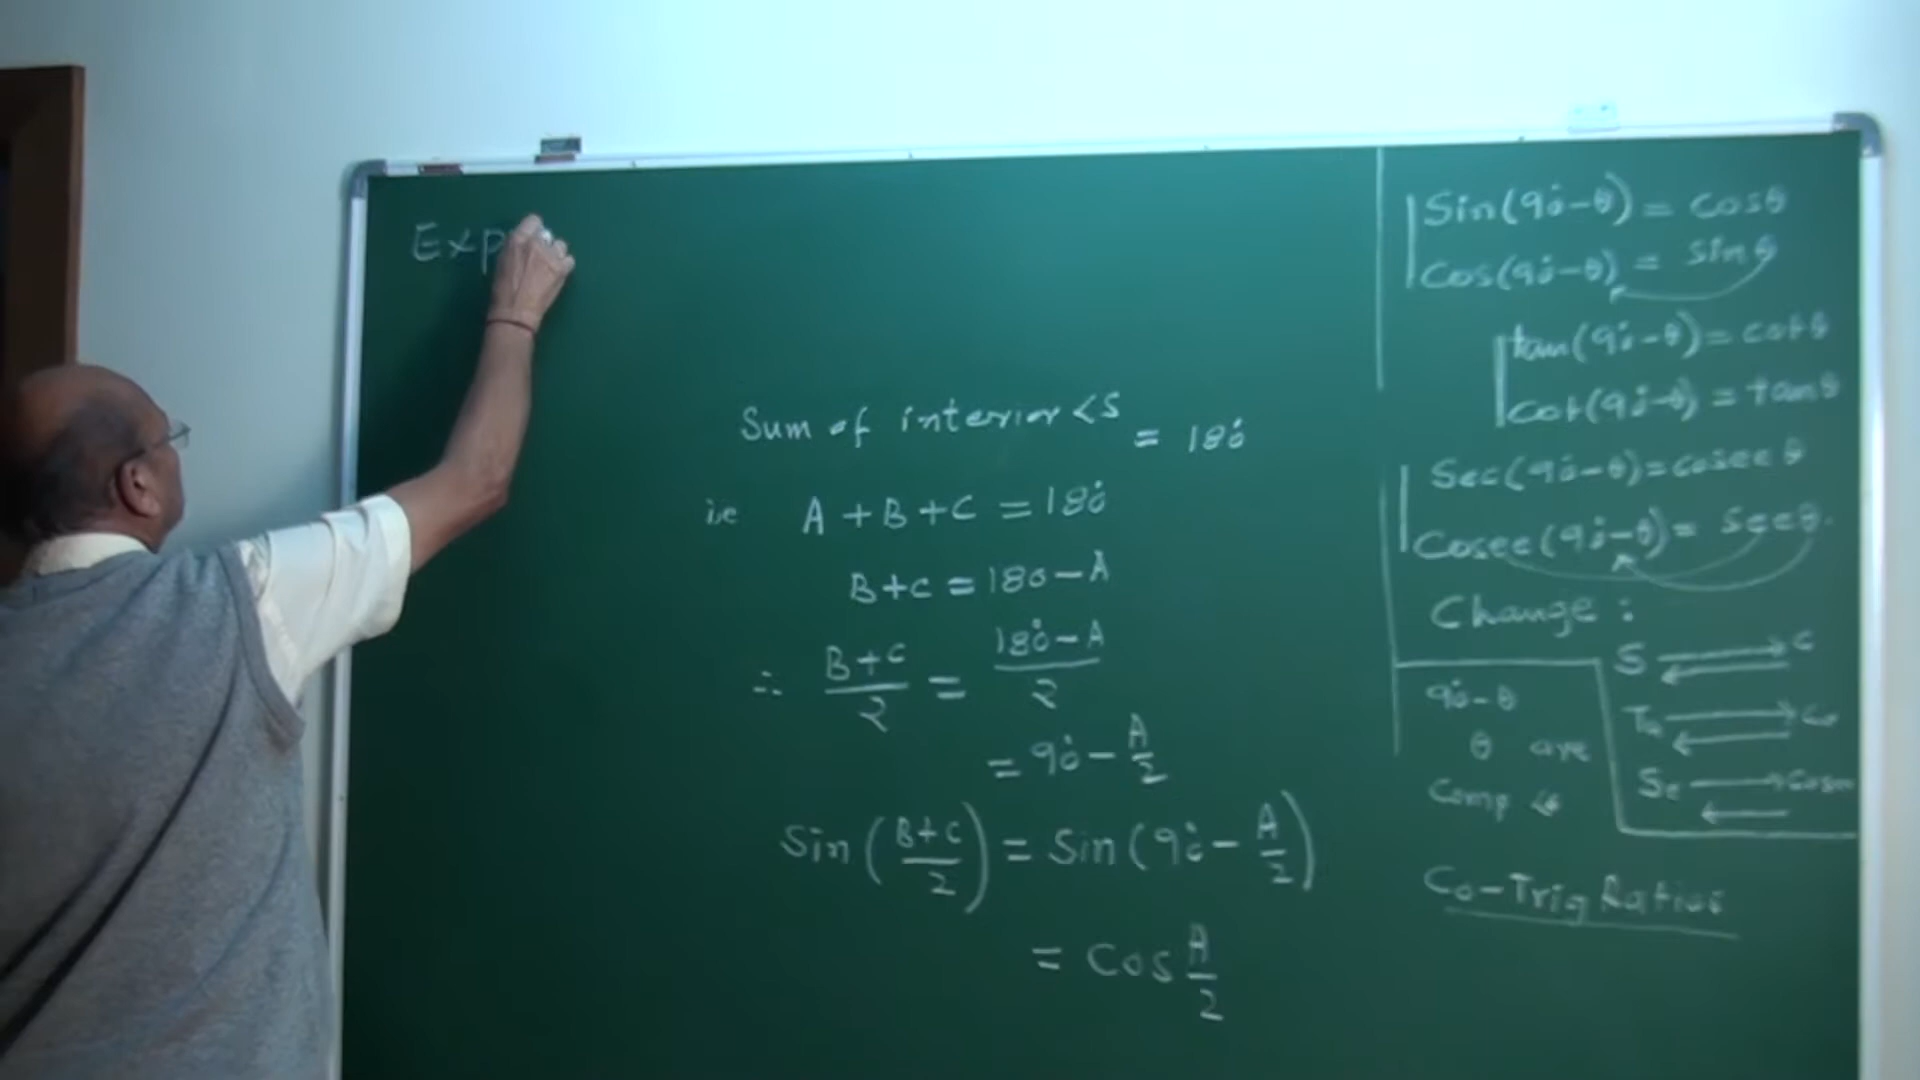 Exp
Sum of interior <s = 180°
i.e A + B + C = 180°
B + C = 180 - A
∴ B+C/2 = 180° - A/2
= 90° - A/2
Sin (B+C/2) = Sin (90° - A/2)
= Cos A/2
Sin(90° - θ) = cosθ
Cos(90° - θ) = sinθ
tan(90° - θ) = cotθ
Cot(90° - θ) = tanθ
Sec(90° - θ) = cosec θ
Cosec(90° - θ) = secθ.
Change :
S C
90° - θ
θ are
Comp <s
Ta Co
Se Cosec
Co-Trig Ratios